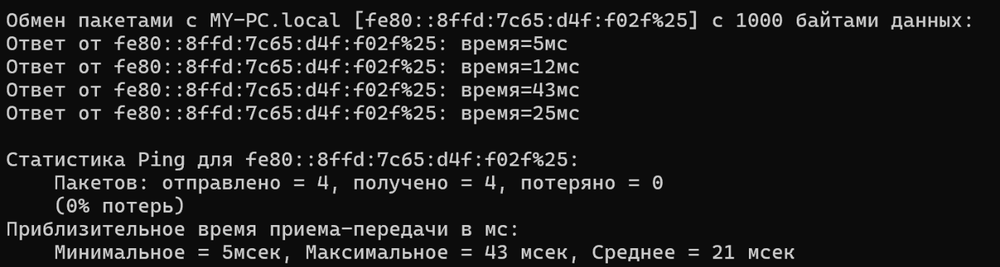 Обмен пакетами с MY-PC.local [fe80::8ffd:7c65:d4f:f02f%25] с 1000 байтами данных:
Ответ от fe80::8ffd:7c65:d4f:f02f%25: время=5мс
Ответ от fe80::8ffd:7c65:d4f:f02f%25: время=12мс
Ответ от fe80::8ffd:7c65:d4f:f02f%25: время=43мс
Ответ от fe80::8ffd:7c65:d4f:f02f%25: время=25мс
Статистика Ping для fe80::8ffd:7c65:d4f:f02f%25:
Пакетов: отправлено = 4, получено = 4, потеряно = 0
(0% потерь)
Приблизительное время приема-передачи в мс:
Минимальное = 5мсек, Максимальное = 43 мсек, Среднее = 21 мсек